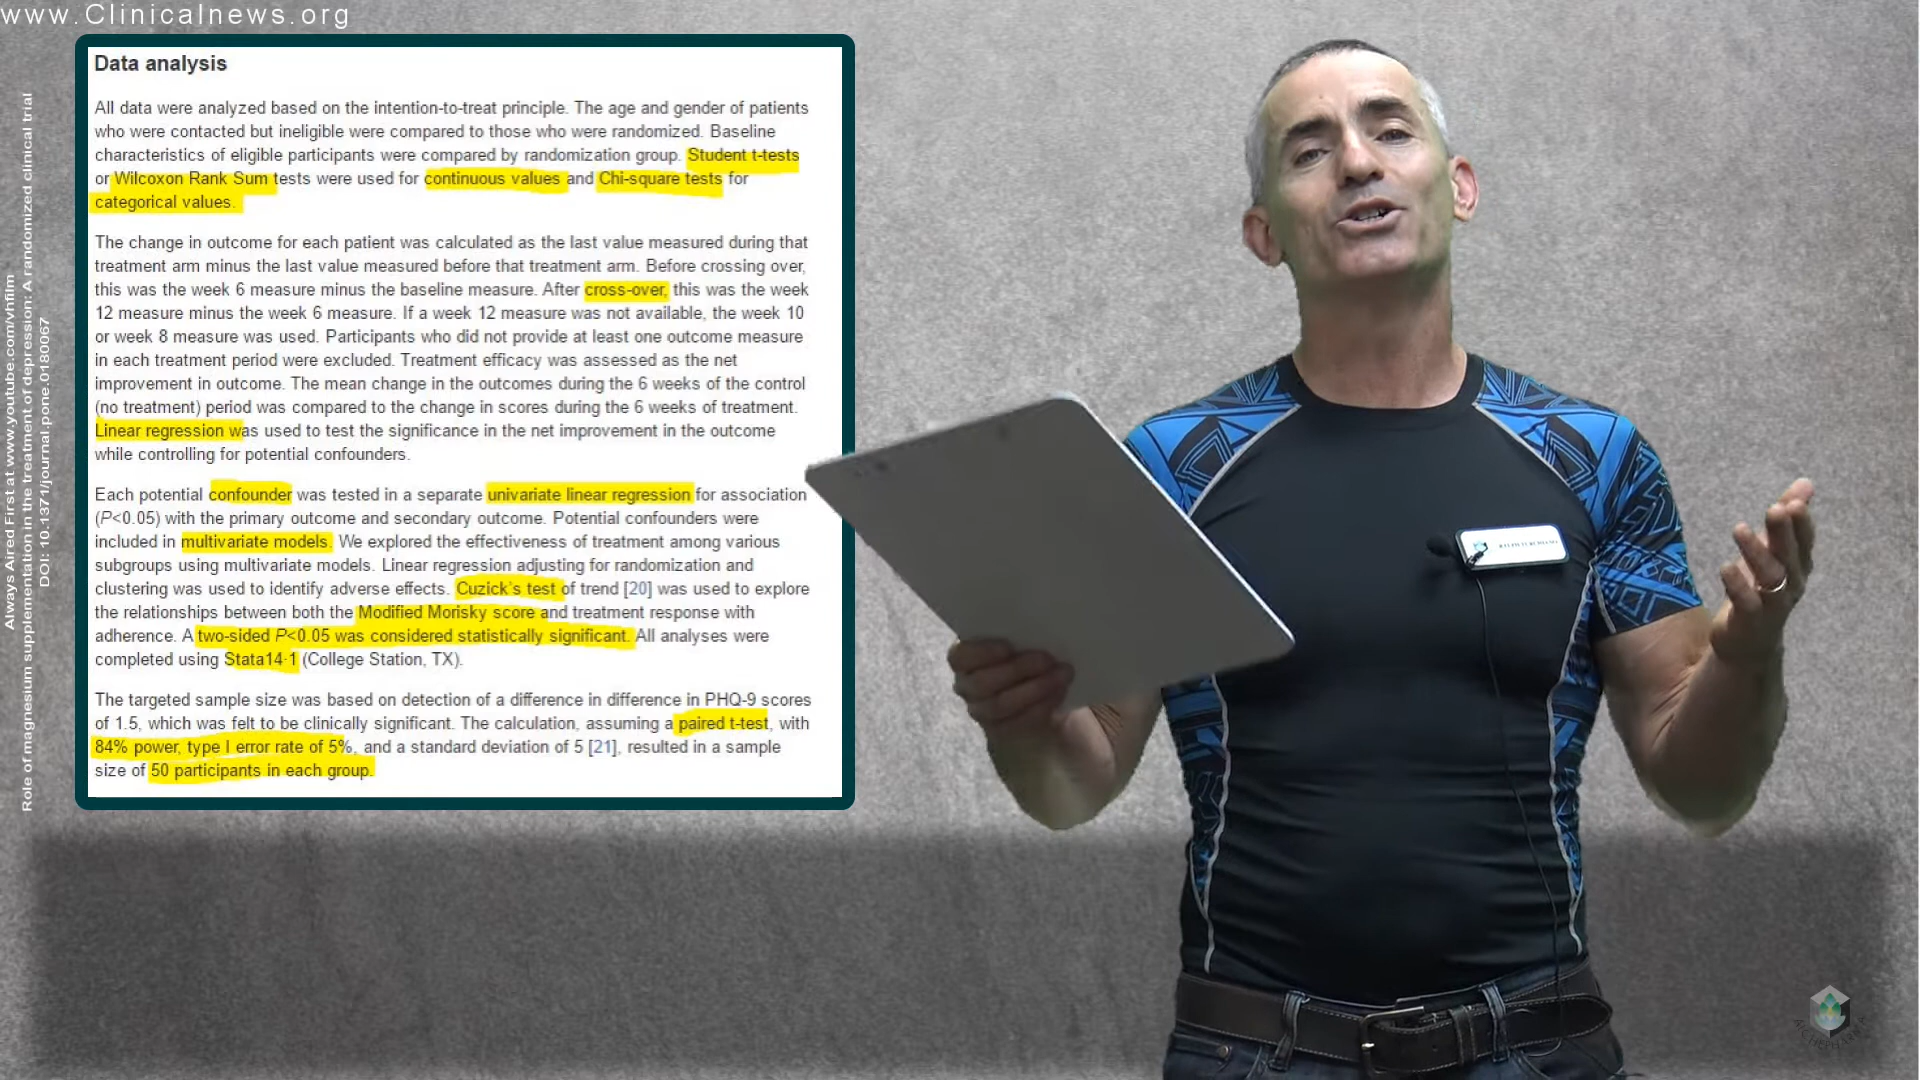 www.Clinicalnews.org
Data analysis
All data were analyzed based on the intention-to-treat principle. The age and gender of patients
who were contacted but ineligible were compared to those who were randomized. Baseline
characteristics of eligible participants were compared by randomization group. Student t-tests
or Wilcoxon Rank Sum tests were used for continuous values and Chi-square tests for
categorical values.
The change in outcome for each patient was calculated as the last value measured during that
treatment arm minus the last value measured before that treatment arm. Before crossing over,
this was the week 6 measure minus the baseline measure. After cross-over, this was the week
12 measure minus the week 6 measure. If a week 12 measure was not available, the week 10
or week 8 measure was used. Participants who did not provide at least one outcome measure
in each treatment period were excluded. Treatment efficacy was assessed as the net
improvement in outcome. The mean change in the outcomes during the 6 weeks of the control
(no treatment) period was compared to the change in scores during the 6 weeks of treatment.
Linear regression was used to test the significance in the net improvement in the outcome
while controlling for potential confounders.
Each potential confounder was tested in a separate univariate linear regression for association
(P<0.05) with the primary outcome and secondary outcome. Potential confounders were
included in multivariate models. We explored the effectiveness of treatment among various
subgroups using multivariate models. Linear regression adjusting for randomization and
clustering was used to identify adverse effects. Cuzick's test of trend [20] was used to explore
the relationships between both the Modified Morisky score and treatment response with
adherence. A two-sided P<0.05 was considered statistically significant. All analyses were
completed using Stata14·1 (College Station, TX).
The targeted sample size was based on detection of a difference in difference in PHQ-9 scores
of 1.5, which was felt to be clinically significant. The calculation, assuming a paired t-test, with
84% power, type I error rate of 5%, and a standard deviation of 5 [21], resulted in a sample
size of 50 participants in each group.
Always Aired First at www.youtube.com/vhfilm
Role of magnesium supplementation in the treatment of depression: A randomized clinical trial
DOI: 10.1371/journal.pone.0180067